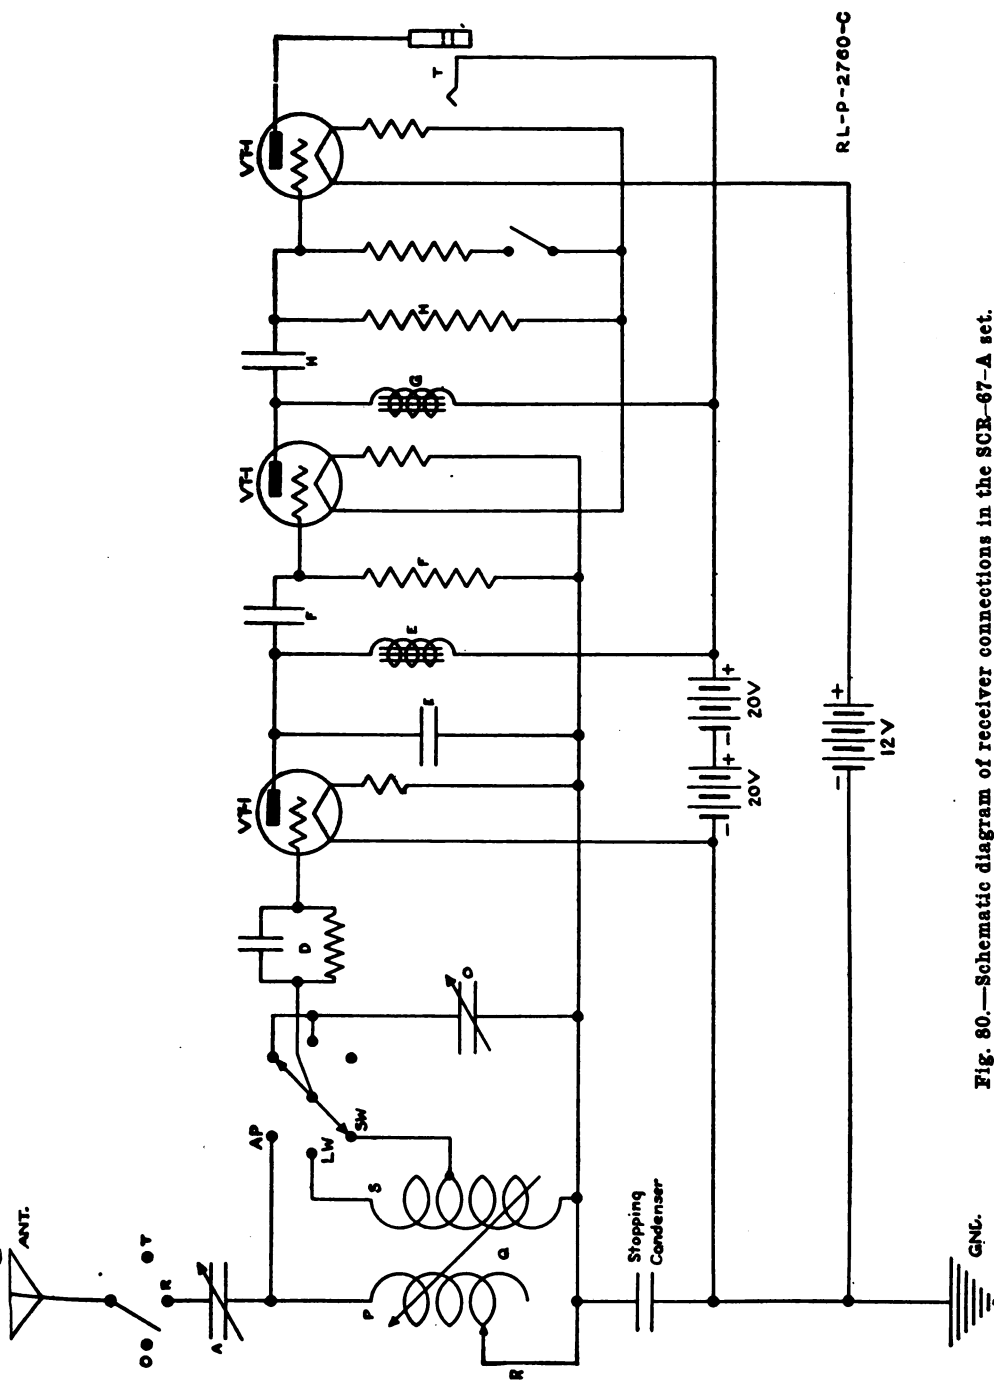 ANT.
O
T
R
A
AP
LW
SW
S
P
Q
R
D
O
VT-1
E
E
F
F
VT-1
G
H
H
VT-1
T
Stopping
Condenser
GND.
- + - +
20V 20V
- +
12V
RL-P-2760-C
Fig. 80.—Schematic diagram of receiver connections in the SCR-67-A set.